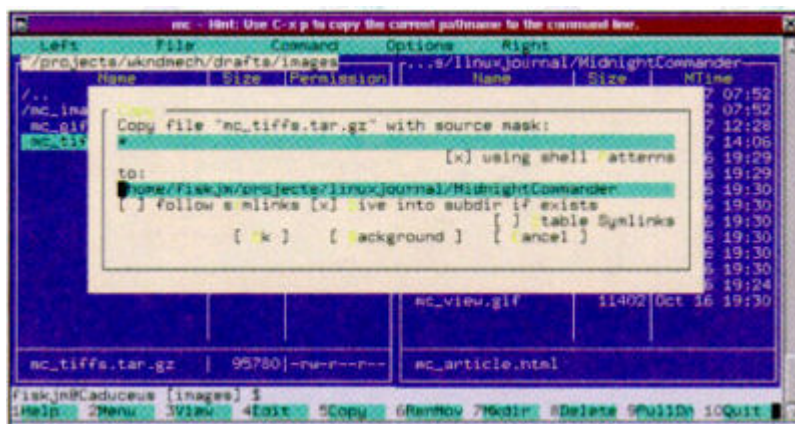 mc - Hint: Use C-x p to copy the current pathname to the command line.
Left File Command Options Right
~/projects/wkndmech/drafts/images ...s/linuxjournal/MidnightCommander
Name Size Permission Name Size MTime
/.. 07:52
/mc_ima 07:52
mc_gif 12:28
mc_tif 14:06
Copy
Copy file "mc_tiffs.tar.gz" with source mask:
*
[x] using shell Patterns
to:
/home/fiskjm/projects/linuxjournal/MidnightCommander
[ ] follow s mlinks [x] Dive into subdir if exists
[ ] Stable Symlinks
[ Ok ] [ Background ] [ Cancel ]
19:29
19:29
19:30
19:30
19:30
19:30
19:30
19:30
19:24
mc_view.gif 11402 Oct 16 19:30
mc_tiffs.tar.gz 95780 -rw-r--r-- mc_article.html
fiskjm@Caduceus [images] $
1Help 2Menu 3View 4Edit 5Copy 6RenMov 7Mkdir 8Delete 9PullDn 10Quit